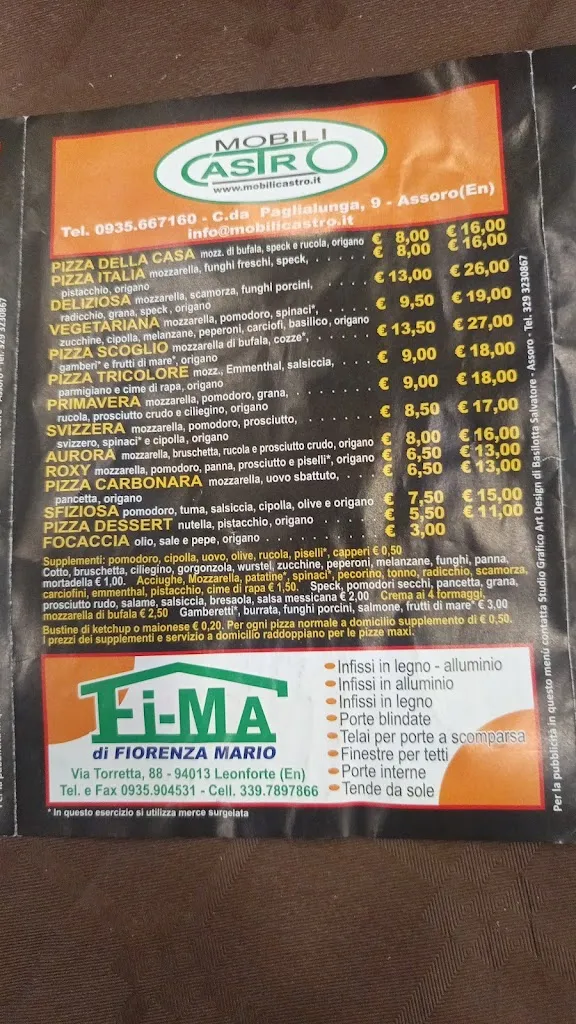 MOBILI
CASTRO
www.mobilicastro.it
Tel. 0935.667160 - C.da Paglialunga, 9 - Assoro(En)
info@mobilicastro.it
PIZZA DELLA CASA mozz. di bufala, speck e rucola, origano € 8,00 € 16,00
PIZZA ITALIA mozzarella, funghi freschi, speck, . . . . . . € 8,00 € 16,00
pistacchio, origano
DELIZIOSA mozzarella, scamorza, funghi porcini, . . . . . . € 13,00 € 26,00
radicchio, grana, speck , origano
VEGETARIANA mozzarella, pomodoro, spinaci*, . . . . . € 9,50 € 19,00
zucchine, cipolla, melanzane, peperoni, carciofi, basilico , origano
PIZZA SCOGLIO mozzarella di bufala, cozze*, . . . . . € 13,50 € 27,00
gamberi* e frutti di mare*, origano
PIZZA TRICOLORE mozz., Emmenthal, salsiccia, . . . € 9,00 € 18,00
parmigiano e cime di rapa , origano
PRIMAVERA mozzarella, pomodoro, grana, . . . . . . . € 9,00 € 18,00
rucola, prosciutto crudo e ciliegino, origano
SVIZZERA mozzarella, pomodoro, prosciutto, . . . . . . € 8,50 € 17,00
svizzero, spinaci* e cipolla , origano
AURORA mozzarella, bruschetta, rucola e prosciutto crudo, origano € 8,00 € 16,00
ROXY mozzarella, pomodoro, panna, prosciutto e piselli*, origano € 6,50 € 13,00
PIZZA CARBONARA mozzarella, uovo sbattuto, . . . . € 6,50 € 13,00
pancetta, origano
SFIZIOSA pomodoro, tuma, salsiccia, cipolla, olive e origano € 7,50 € 15,00
PIZZA DESSERT nutella, pistacchio, origano . . . . . . € 5,50 € 11,00
FOCACCIA olio, sale e pepe, origano . . . . . . . . . . € 3,00
Supplementi: pomodoro, cipolla, uovo, olive, rucola, piselli*, capperi € 0,50
Cotto, bruschetta, ciliegino, gorgonzola, wurstel, zucchine, peperoni, melanzane, funghi, panna,
mortadella € 1,00. Acciughe, Mozzarella, patatine*, spinaci*, pecorino, tonno, radicchio, scamorza,
carciofini, emmenthal, pistacchio, cime di rapa € 1,50. Speck, pomodori secchi, pancetta, grana,
prosciutto rudo, salame, salsiccia, bresaola, salsa messicana € 2,00 Crema ai 4 formaggi,
mozzarella di bufala € 2,50 Gamberetti*, burrata, funghi porcini, salmone, frutti di mare* € 3,00
Bustine di ketchup o maionese € 0,20. Per ogni pizza normale a domicilio supplemento di € 0,50.
I prezzi dei supplementi e servizio a domicilio raddoppiano per le pizze maxi.
Fi-MA
di FIORENZA MARIO
Via Torretta, 88 - 94013 Leonforte (En)
Tel. e Fax 0935.904531 - Cell. 339.7897866
Infissi in legno - alluminio
Infissi in alluminio
Infissi in legno
Porte blindate
Telai per porte a scomparsa
Finestre per tetti
Porte interne
Tende da sole
* In questo esercizio si utilizza merce surgelata
Per la pubblicità in questo menù contatta Studio Grafico Art Design di Basilotta Salvatore - Assoro - Tel. 329 3230867